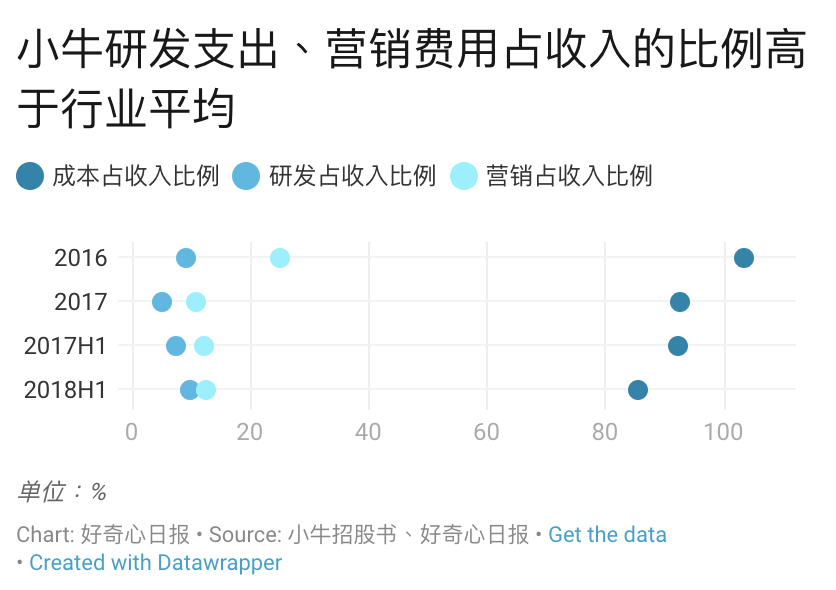 小牛研发支出、营销费用占收入的比例高
于行业平均
成本占收入比例 研发占收入比例 营销占收入比例
2016
2017
2017H1
2018H1
0 20 40 60 80 100
单位：%
Chart: 好奇心日报 • Source: 小牛招股书、好奇心日报 • Get the data
• Created with Datawrapper